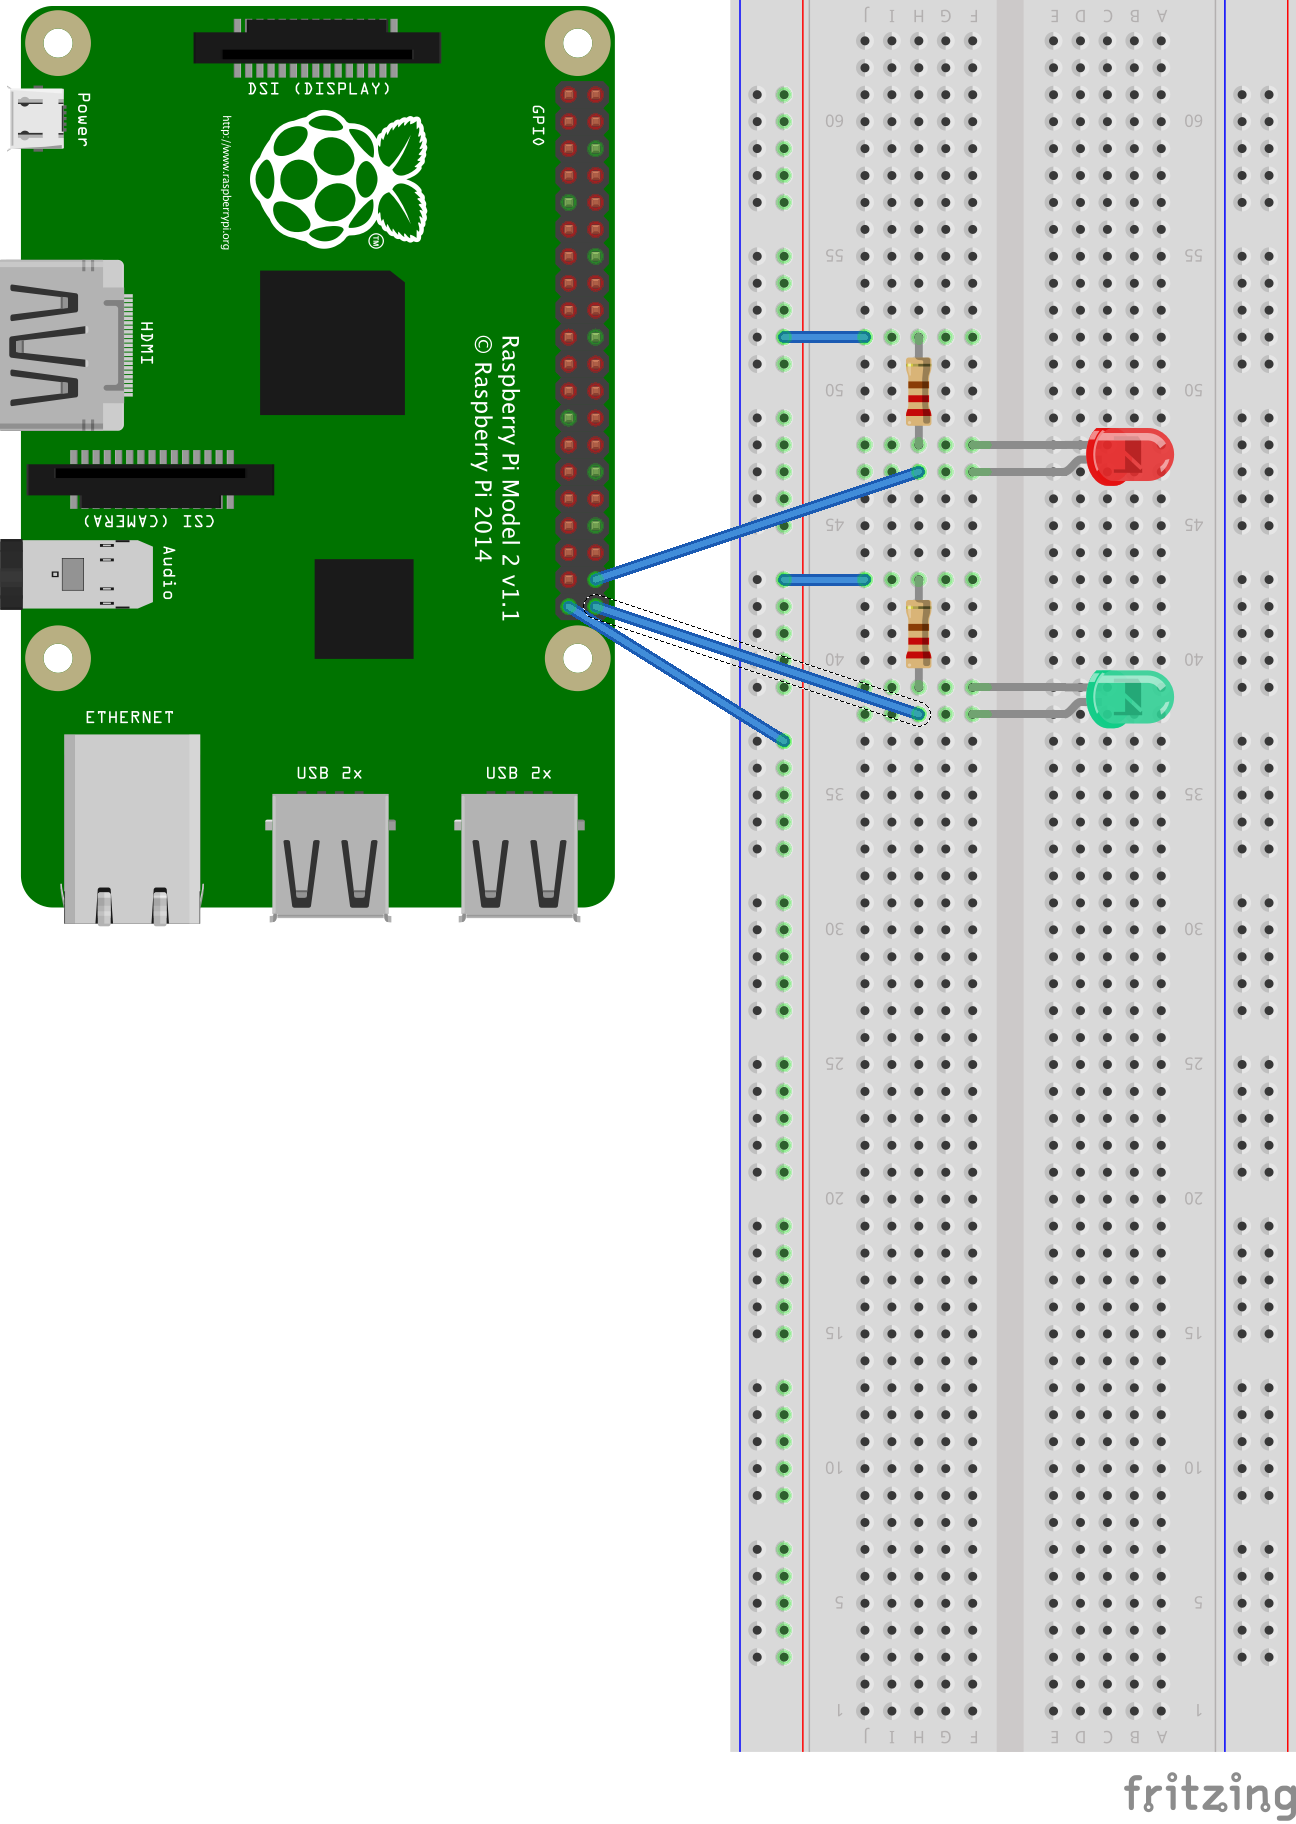 DSI (DISPLAY)
Power
http://www.raspberrypi.org
TM
GPIO
HDMI
Raspberry Pi Model 2 v1.1
© Raspberry Pi 2014
CSI (CAMERA)
Audio
ETHERNET
USB 2x
USB 2x
J I H G F E D C B A
60 60
55 55
50 50
45 45
40 40
35 35
30 30
25 25
20 20
15 15
10 10
5 5
1 1
J I H G F E D C B A
fritzing